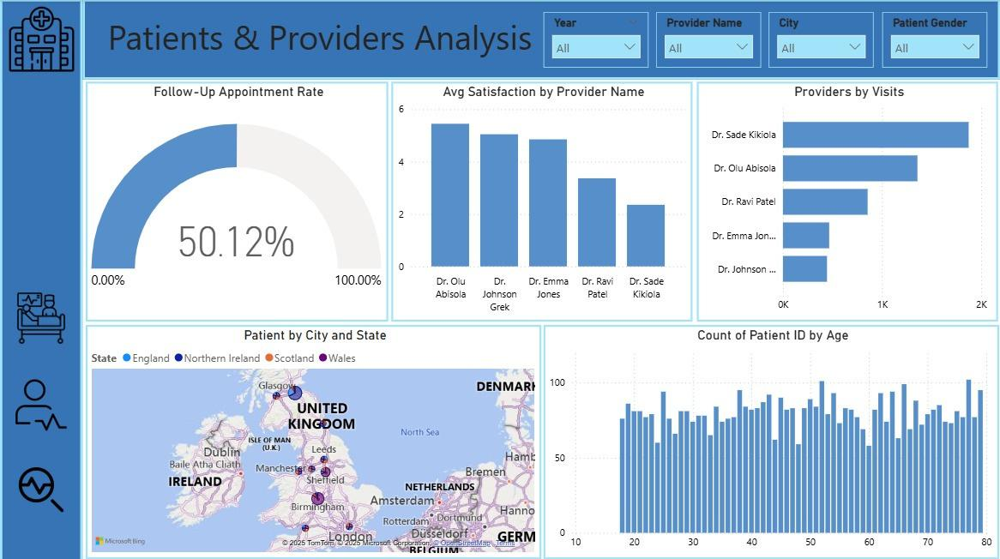 Patients & Providers Analysis
Year
All
Provider Name
All
City
All
Patient Gender
All
Follow-Up Appointment Rate
50.12%
0.00%
100.00%
Avg Satisfaction by Provider Name
6
4
2
0
Dr. Olu
Abisola
Dr.
Johnson
Grek
Dr. Emma
Jones
Dr. Ravi
Patel
Dr. Sade
Kikiola
Providers by Visits
Dr. Sade Kikiola
Dr. Olu Abisola
Dr. Ravi Patel
Dr. Emma Jon...
Dr. Johnson ...
0K
1K
2K
Patient by City and State
State England Northern Ireland Scotland Wales
Glasgow
DENMARK
UNITED
KINGDOM
North Sea
ISLE OF MAN
(U.K.)
Leeds
Dublin
Baile Átha Cliath
Manchester
Sheffield
IRELAND
Hamb
Bremen
NETHERLANDS
Amsterdam
Birmingham
Hanno
Rotterdam
Dortmund
London
Düsseldorf
GERM
BELGIUM
Microsoft Bing
© 2025 TomTom, © 2025 Microsoft Corporation, © OpenStreetMap Terms
Count of Patient ID by Age
100
50
0
10
20
30
40
50
60
70
80